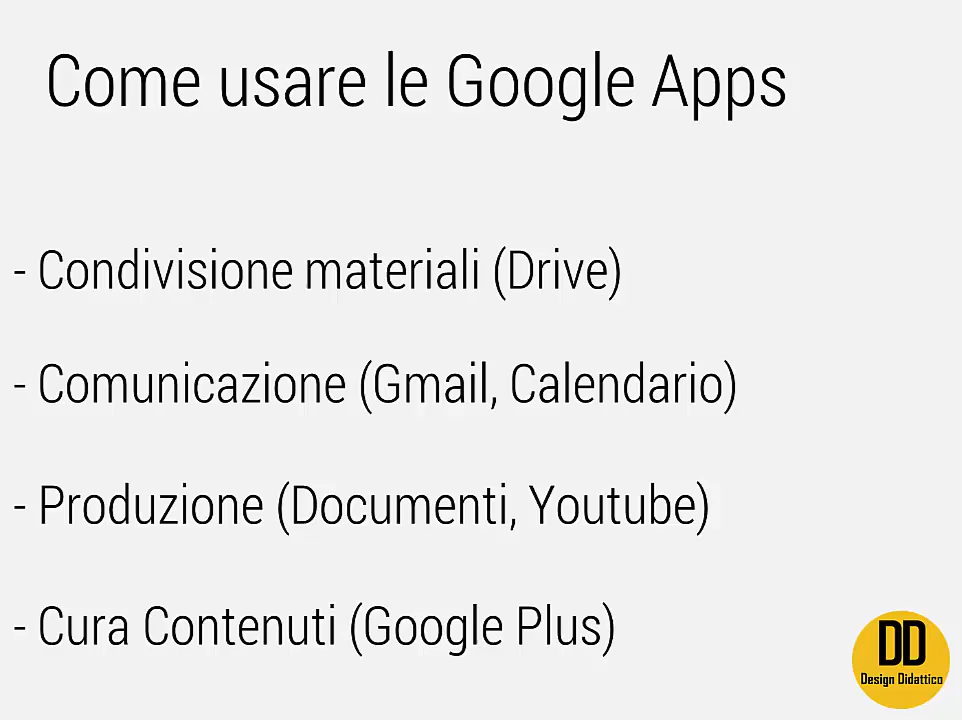 Come usare le Google Apps
- Condivisione materiali (Drive)
- Comunicazione (Gmail, Calendario)
- Produzione (Documenti, Youtube)
- Cura Contenuti (Google Plus)
DD
Design Didattico